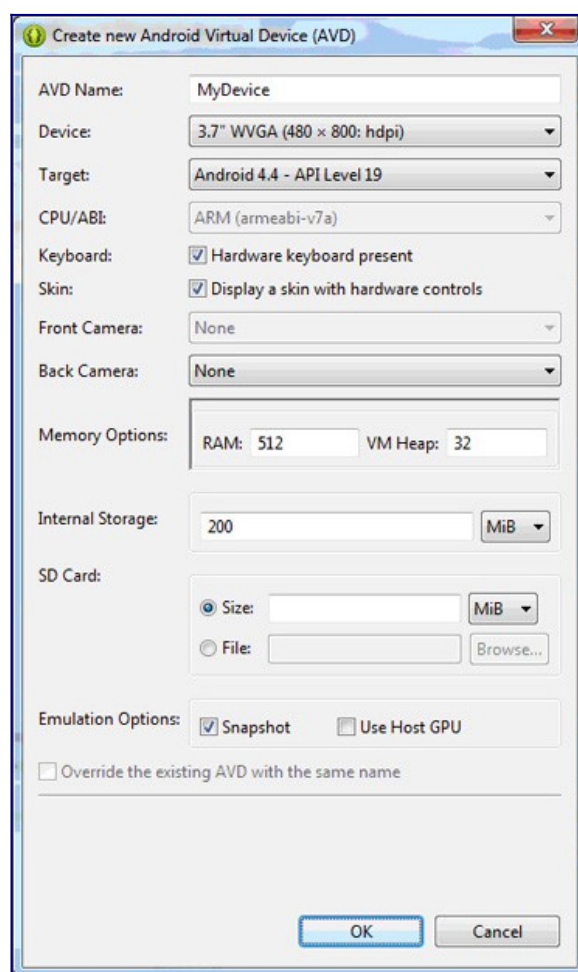 Create new Android Virtual Device (AVD)
AVD Name: MyDevice
Device: 3.7" WVGA (480 × 800: hdpi)
Target: Android 4.4 - API Level 19
CPU/ABI: ARM (armeabi-v7a)
Keyboard: Hardware keyboard present
Skin: Display a skin with hardware controls
Front Camera: None
Back Camera: None
Memory Options: RAM: 512 VM Heap: 32
Internal Storage: 200 MiB
SD Card:
Size: MiB
File: Browse...
Emulation Options: Snapshot Use Host GPU
Override the existing AVD with the same name
OK Cancel